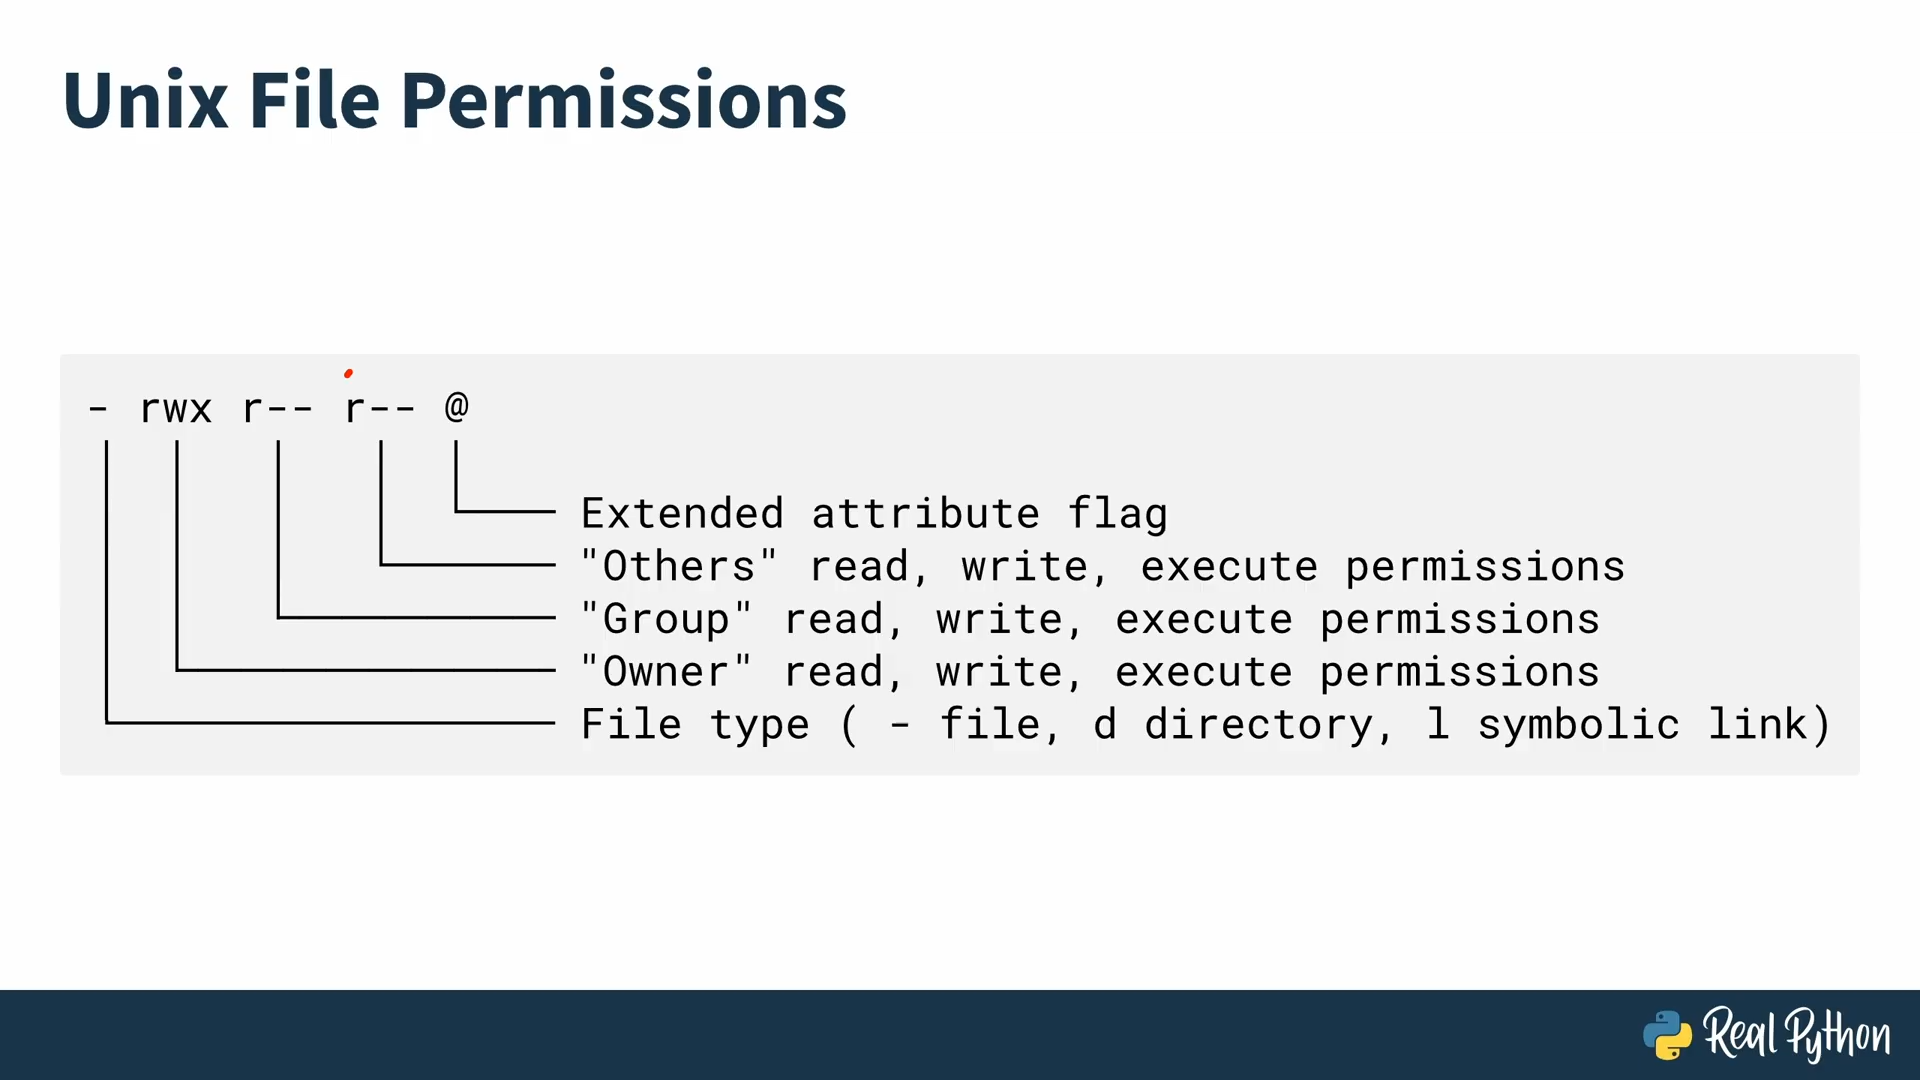 Unix File Permissions
- rwx r-- r-- @
Extended attribute flag
"Others" read, write, execute permissions
"Group" read, write, execute permissions
"Owner" read, write, execute permissions
File type ( - file, d directory, l symbolic link)
Real Python